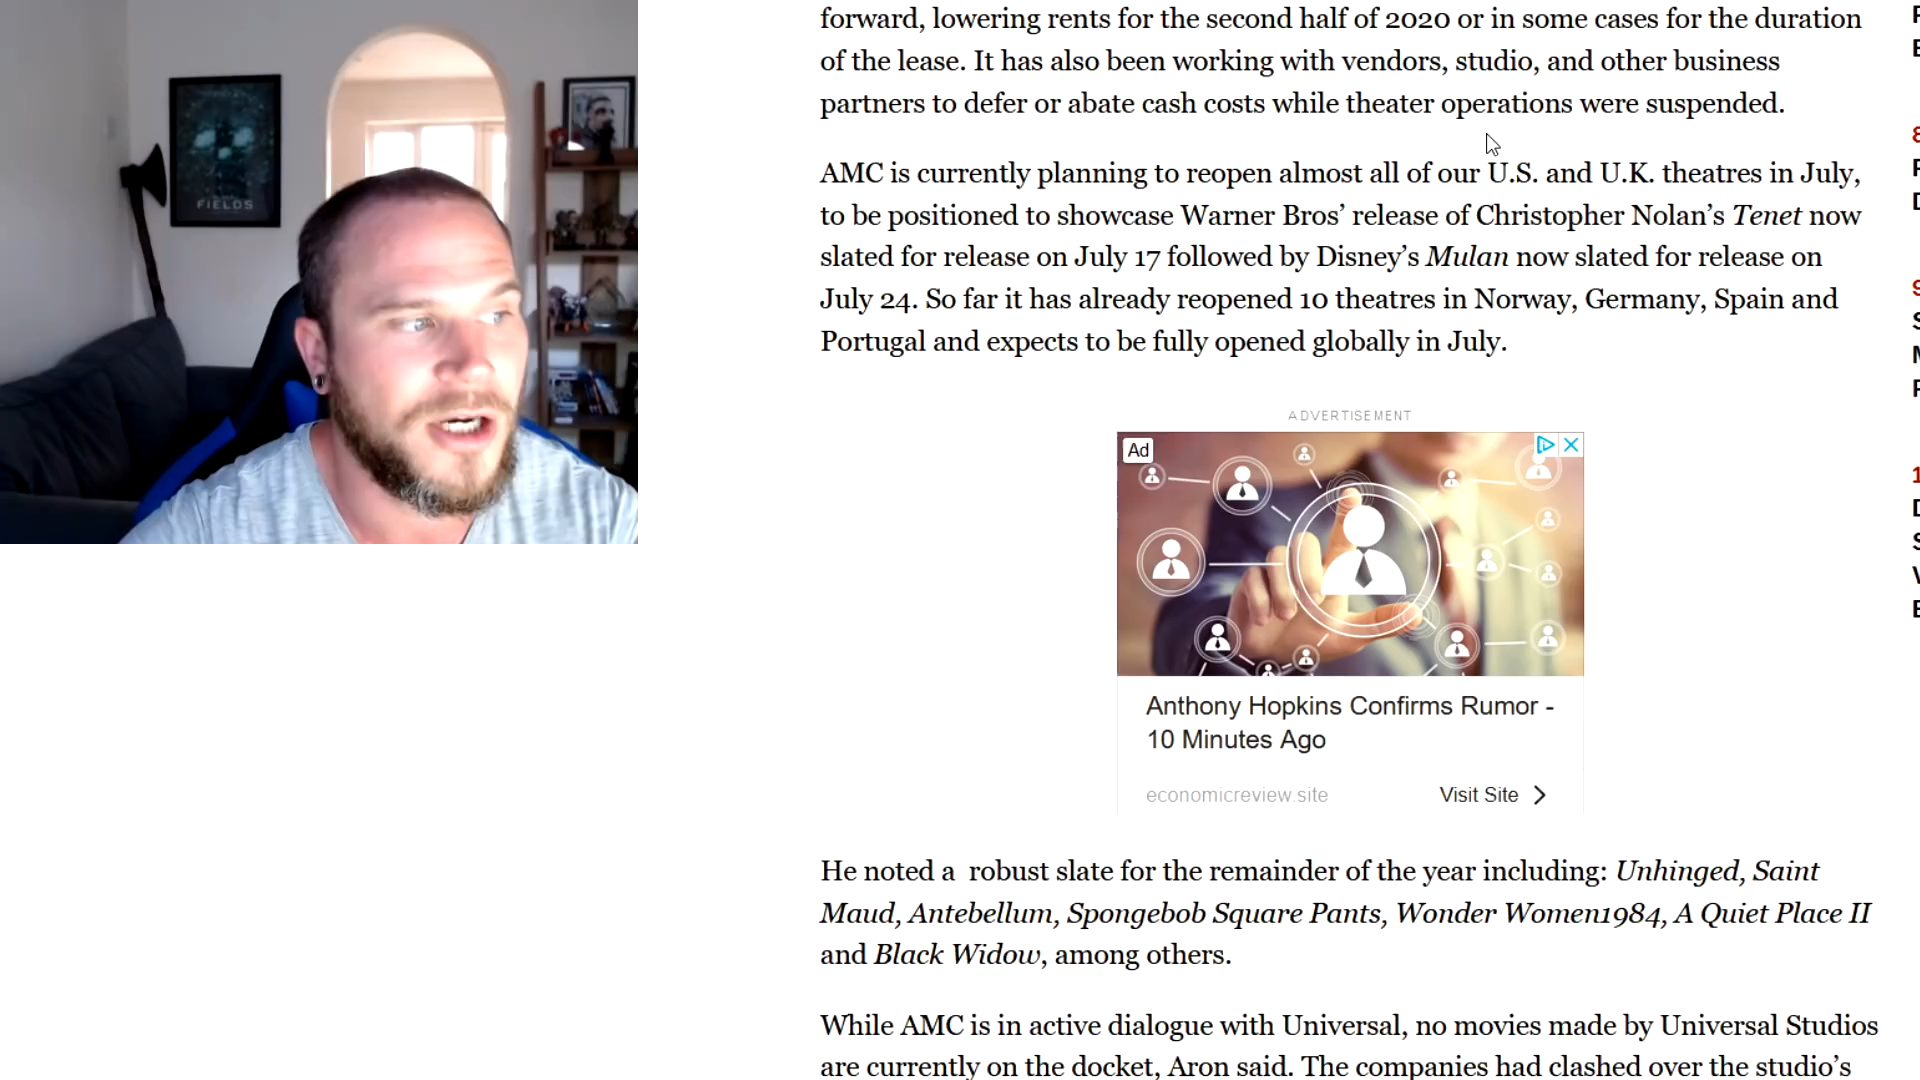 FIELDS
forward, lowering rents for the second half of 2020 or in some cases for the duration
of the lease. It has also been working with vendors, studio, and other business
partners to defer or abate cash costs while theater operations were suspended.
AMC is currently planning to reopen almost all of our U.S. and U.K. theatres in July,
to be positioned to showcase Warner Bros’ release of Christopher Nolan’s Tenet now
slated for release on July 17 followed by Disney’s Mulan now slated for release on
July 24. So far it has already reopened 10 theatres in Norway, Germany, Spain and
Portugal and expects to be fully opened globally in July.
ADVERTISEMENT
Ad
Anthony Hopkins Confirms Rumor -
10 Minutes Ago
economicreview.site
Visit Site
He noted a  robust slate for the remainder of the year including: Unhinged, Saint
Maud, Antebellum, Spongebob Square Pants, Wonder Women1984, A Quiet Place II
and Black Widow, among others.
While AMC is in active dialogue with Universal, no movies made by Universal Studios
are currently on the docket, Aron said. The companies had clashed over the studio’s